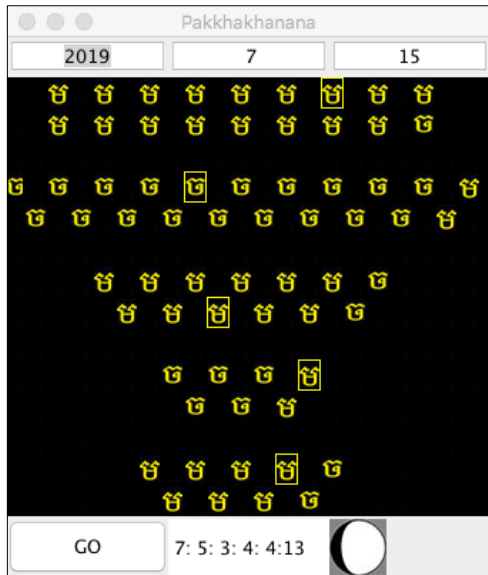 Pakkhakhanana
2019 7 15
ម ម ម ម ម ម ម ម ម
ម ម ម ម ម ម ម ម ច
ច ច ច ច ច ច ច ច ច ច ម
ច ច ច ច ច ច ច ច ច ម
ម ម ម ម ម ម ច
ម ម ម ម ម ច
ច ច ច ម
ច ច ម
ម ម ម ម ច
ម ម ម ច
GO 7: 5: 3: 4: 4:13